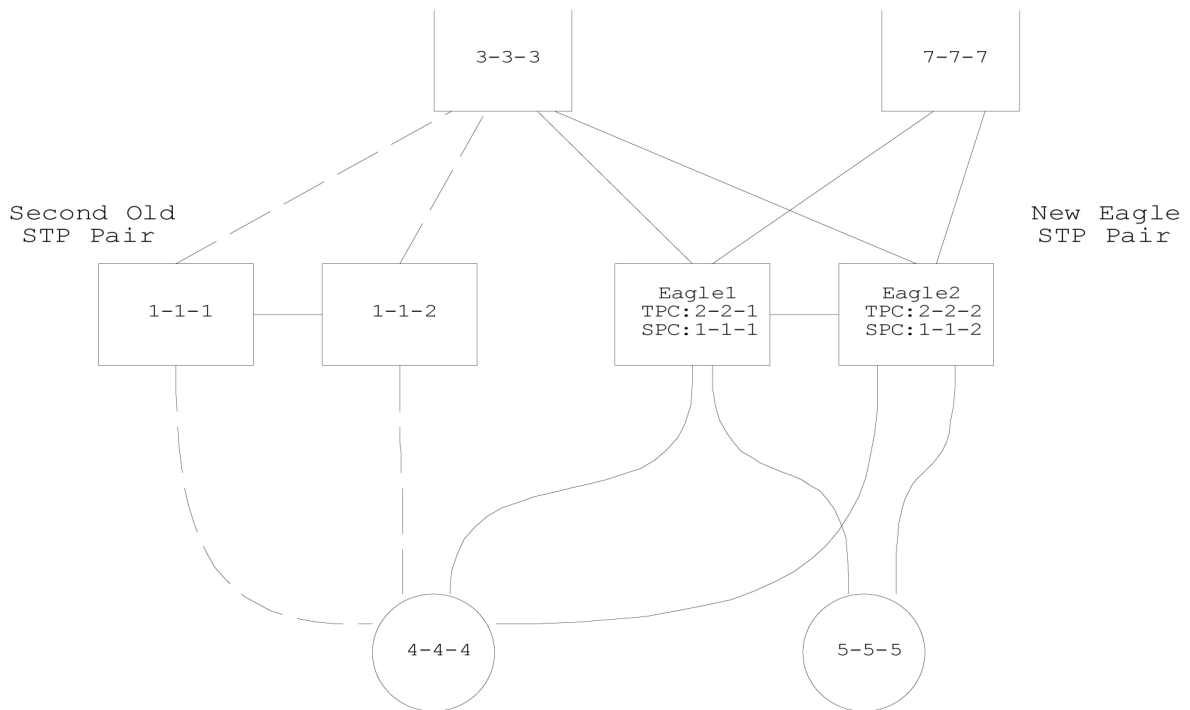 3-3-3
7-7-7
Second Old
STP Pair
New Eagle
STP Pair
1-1-1
1-1-2
Eagle1
TPC:2-2-1
SPC:1-1-1
Eagle2
TPC:2-2-2
SPC:1-1-2
4-4-4
5-5-5